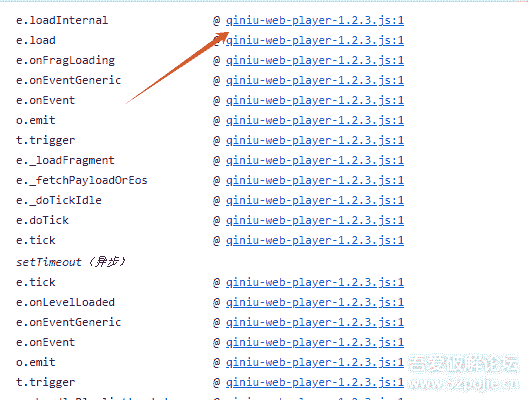 e.loadInternal @ qiniu-web-player-1.2.3.js:1
e.load @ qiniu-web-player-1.2.3.js:1
e.onFragLoading @ qiniu-web-player-1.2.3.js:1
e.onEventGeneric @ qiniu-web-player-1.2.3.js:1
e.onEvent @ qiniu-web-player-1.2.3.js:1
o.emit @ qiniu-web-player-1.2.3.js:1
t.trigger @ qiniu-web-player-1.2.3.js:1
e._loadFragment @ qiniu-web-player-1.2.3.js:1
e._fetchPayloadOrEos @ qiniu-web-player-1.2.3.js:1
e._doTickIdle @ qiniu-web-player-1.2.3.js:1
e.doTick @ qiniu-web-player-1.2.3.js:1
e.tick @ qiniu-web-player-1.2.3.js:1
setTimeout（异步）
e.tick @ qiniu-web-player-1.2.3.js:1
e.onLevelLoaded @ qiniu-web-player-1.2.3.js:1
e.onEventGeneric @ qiniu-web-player-1.2.3.js:1
e.onEvent @ qiniu-web-player-1.2.3.js:1
o.emit @ qiniu-web-player-1.2.3.js:1
t.trigger @ qiniu-web-player-1.2.3.js:1
吾爱破解论坛
www.52pojie.cn